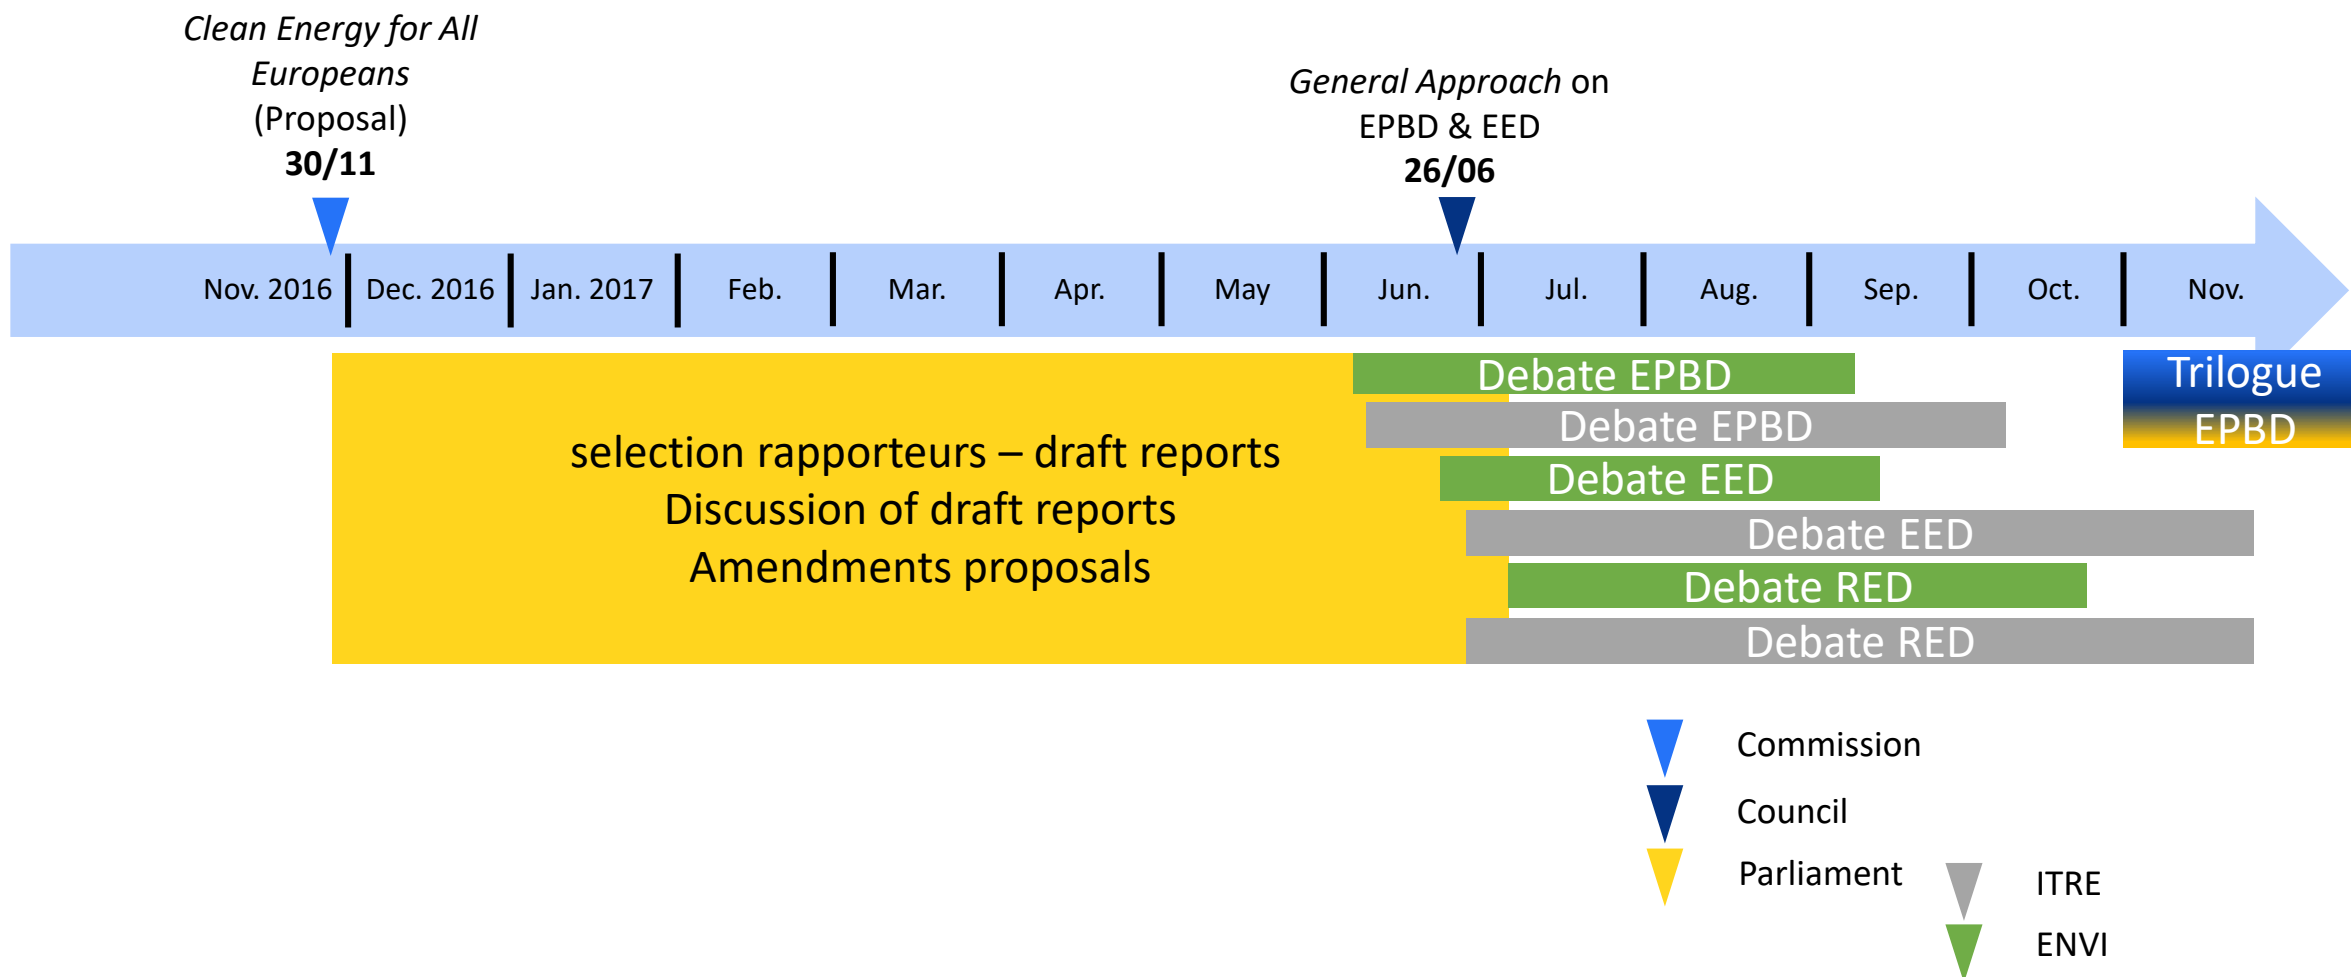 Clean Energy for All
Europeans
(Proposal)
30/11
General Approach on
EPBD & EED
26/06
Nov. 2016
Dec. 2016
Jan. 2017
Feb.
Mar.
Apr.
May
Jun.
Jul.
Aug.
Sep.
Oct.
Nov.
selection rapporteurs – draft reports
Discussion of draft reports
Amendments proposals
Debate EPBD
Debate EPBD
Debate EED
Debate EED
Debate RED
Debate RED
Trilogue
EPBD
Commission
Council
Parliament
ITRE
ENVI